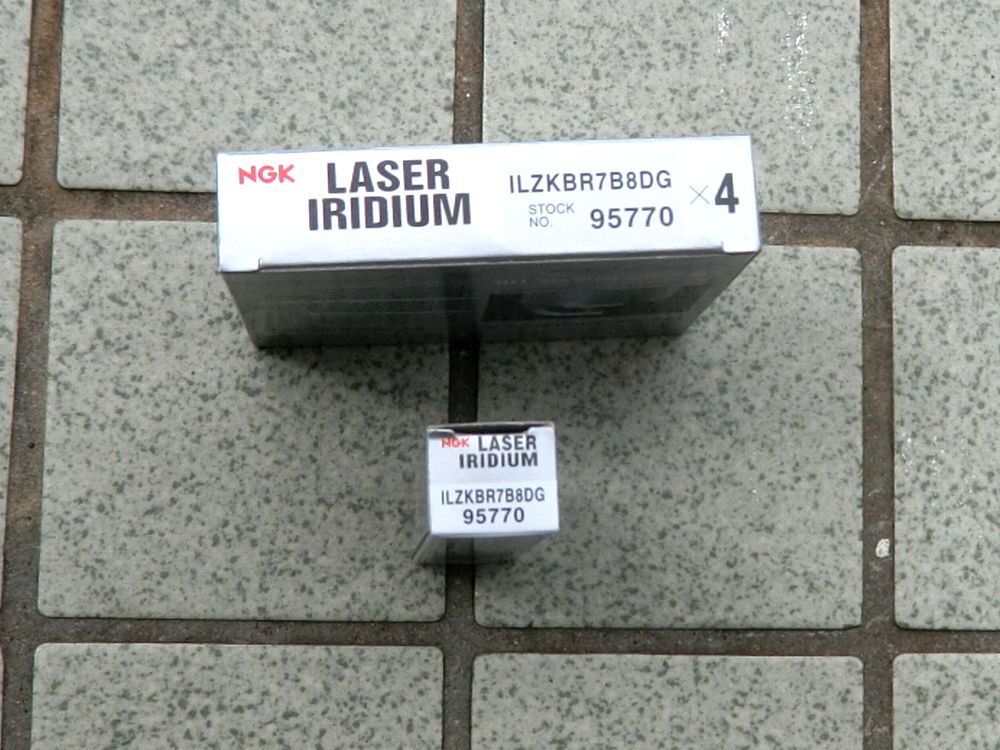 NGK LASER IRIDIUM ILZKBR7B8DG STOCK NO. 95770 ×4
NGK LASER
IRIDIUM
ILZKBR7B8DG
95770